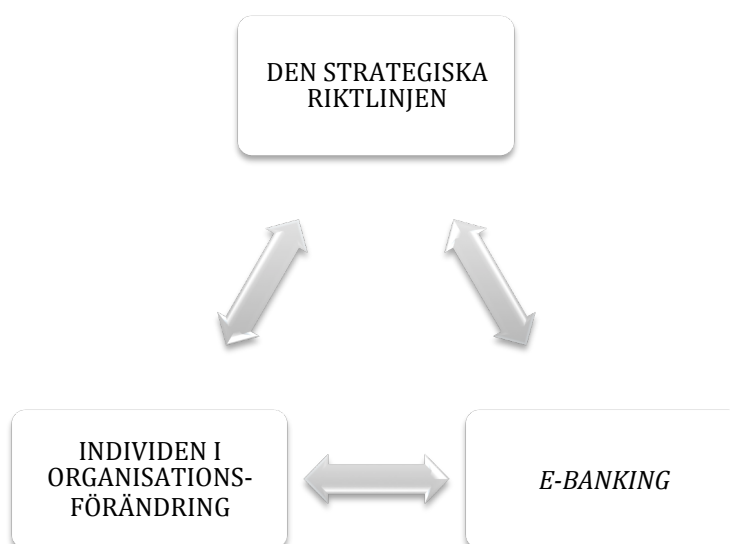 DEN STRATEGISKA
RIKTLINJEN
INDIVIDEN I
ORGANISATIONS-
FÖRÄNDRING
E-BANKING